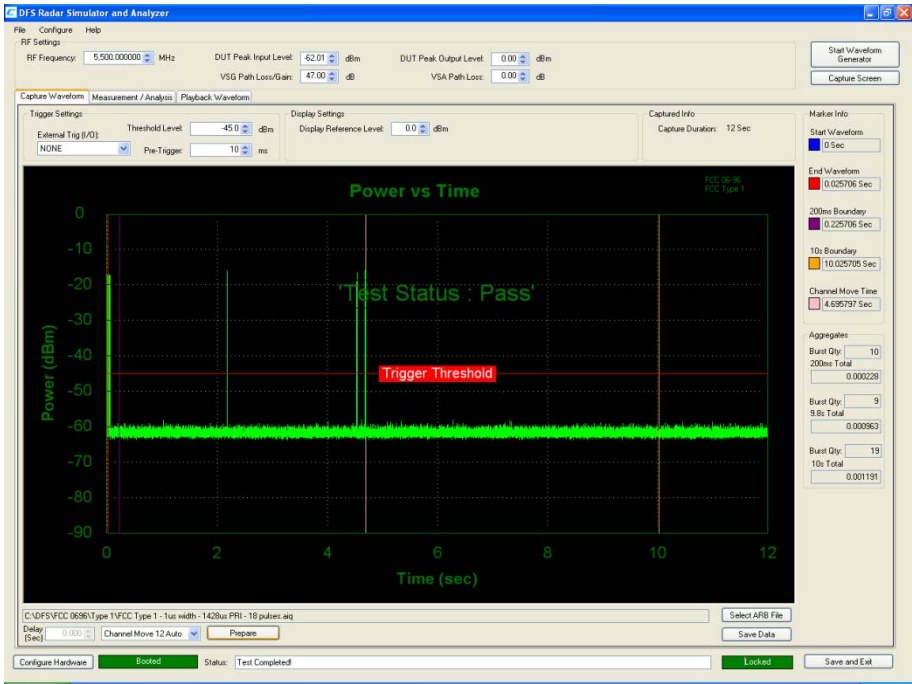 DFS Radar Simulator and Analyzer
File Configure Help
RF Settings
RF Frequency: 5,500.000000 MHz
DUT Peak Input Level: -62.01 dBm
DUT Peak Output Level: 0.00 dBm
VSG Path Loss/Gain: 47.00 dB
VSA Path Loss: 0.00 dB
Start Waveform Generator
Capture Screen
Capture Waveform Measurement / Analysis Playback Waveform
Trigger Settings
External Trig (I/O):
NONE
Threshold Level: -45.0 dBm
Pre-Trigger: 10 ms
Display Settings
Display Reference Level: 0.0 dBm
Captured Info
Capture Duration: 12 Sec
Marker Info
Start Waveform
0 Sec
End Waveform
0.025706 Sec
200ms Boundary
0.225706 Sec
10s Boundary
10.025705 Sec
Channel Move Time
4.695797 Sec
Aggregates
Burst Qty: 10
200ms Total
0.000228
Burst Qty: 9
9.8s Total
0.000963
Burst Qty: 19
10s Total
0.001191
Power vs Time
FCC 06-96
FCC Type 1
'Test Status : Pass'
Trigger Threshold
Power (dBm)
0
-10
-20
-30
-40
-50
-60
-70
-80
-90
0 2 4 6 8 10 12
Time (sec)
C:\DFS\FCC 0696\Type 1\FCC Type 1 - 1us width - 1428us PRI - 18 pulses.aiq
Select ARB File
Delay (Sec) 0.000
Channel Move 12 Auto
Prepare
Save Data
Configure Hardware
Booted
Status: Test Completed!
Locked
Save and Exit